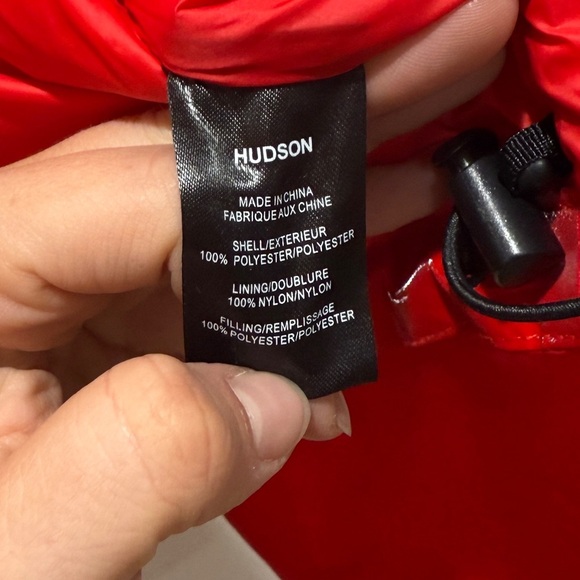 HUDSON
MADE IN CHINA
FABRIQUE AUX CHINE
SHELL/EXTERIEUR
100% POLYESTER/POLYESTER
LINING/DOUBLURE
100% NYLON/NYLON
FILLING/REMPLISSAGE
100% POLYESTER/POLYESTER